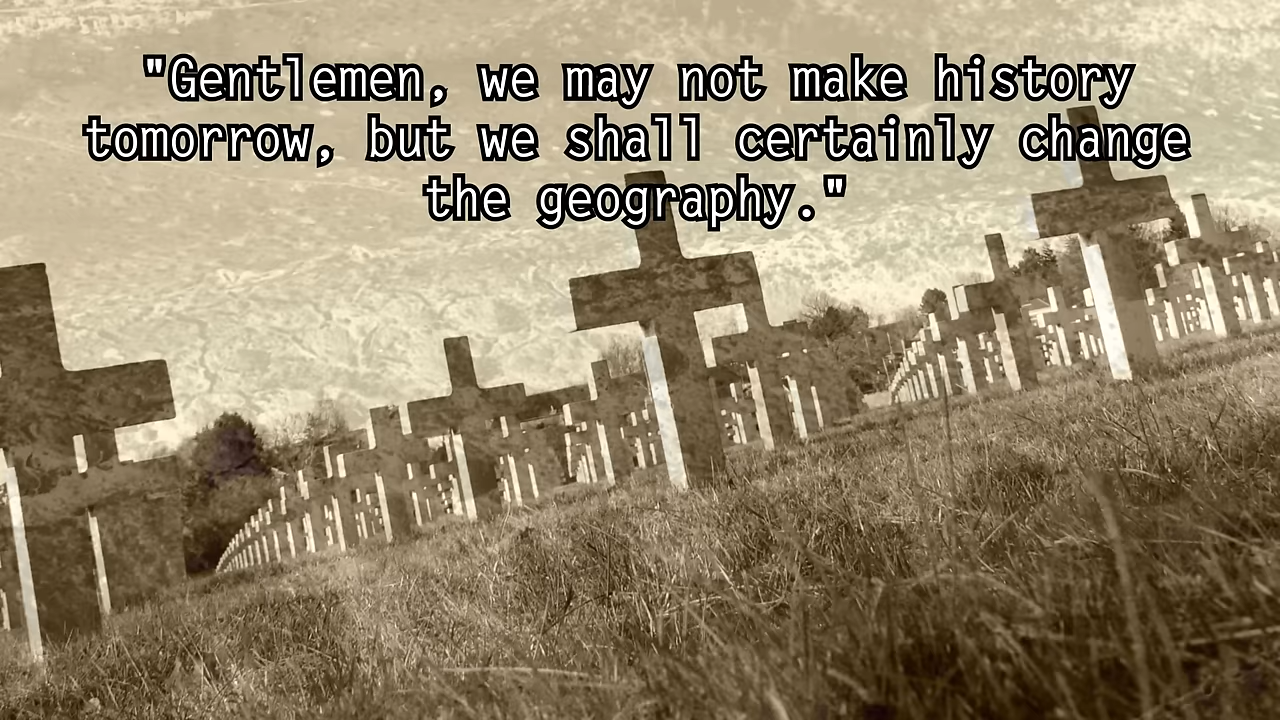 "Gentlemen, we may not make history
tomorrow, but we shall certainly change
the geography."